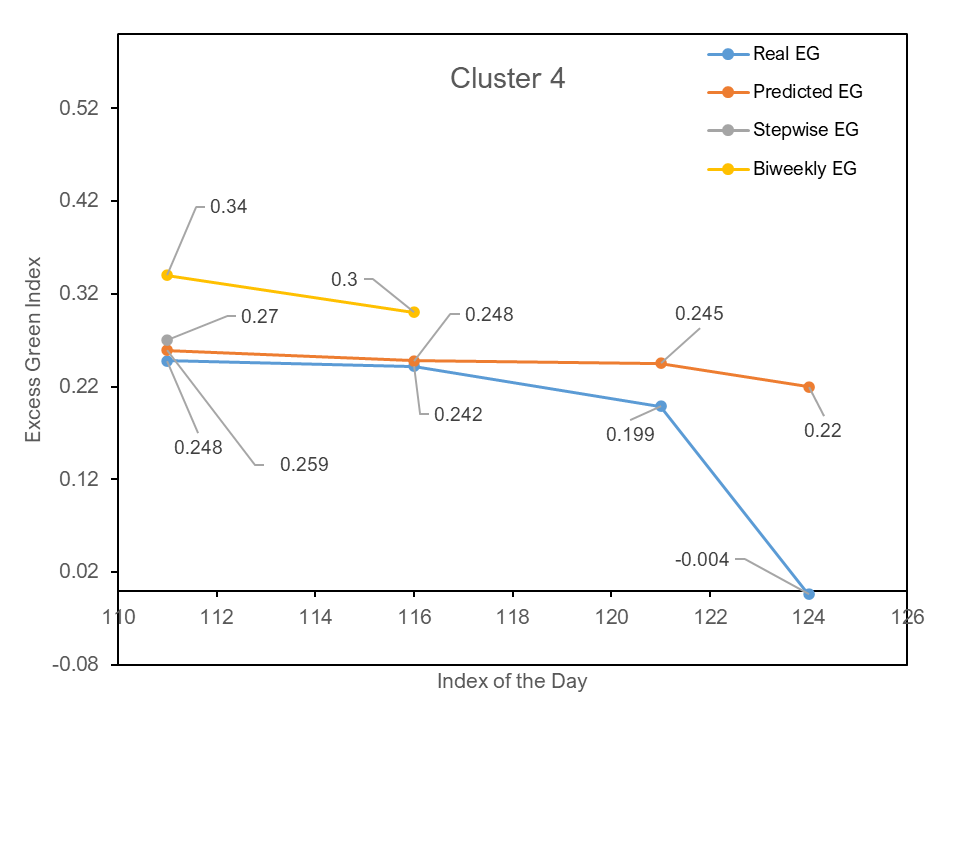 Cluster 4
Real EG
Predicted EG
Stepwise EG
Biweekly EG
Excess Green Index
0.52
0.42
0.32
0.22
0.12
0.02
-0.08
0.34
0.3
0.27
0.248
0.245
0.242
0.199
0.22
0.248
0.259
-0.004
110 112 114 116 118 120 122 124 126
Index of the Day